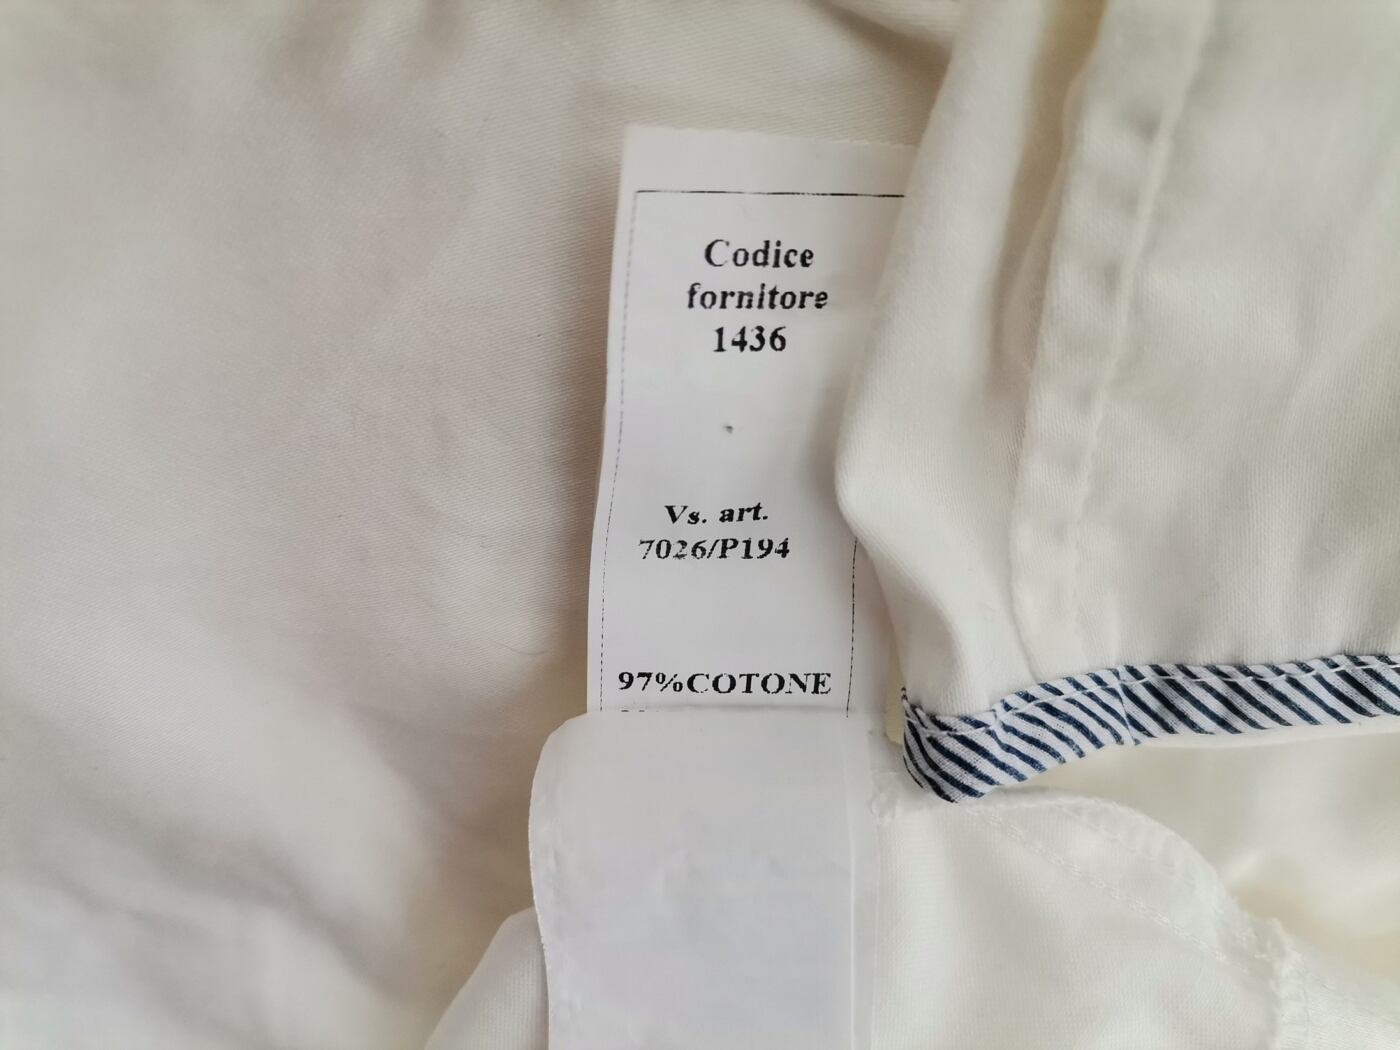 Codice
fornitore
1436
Vs. art.
7026/P194
97%COTONE